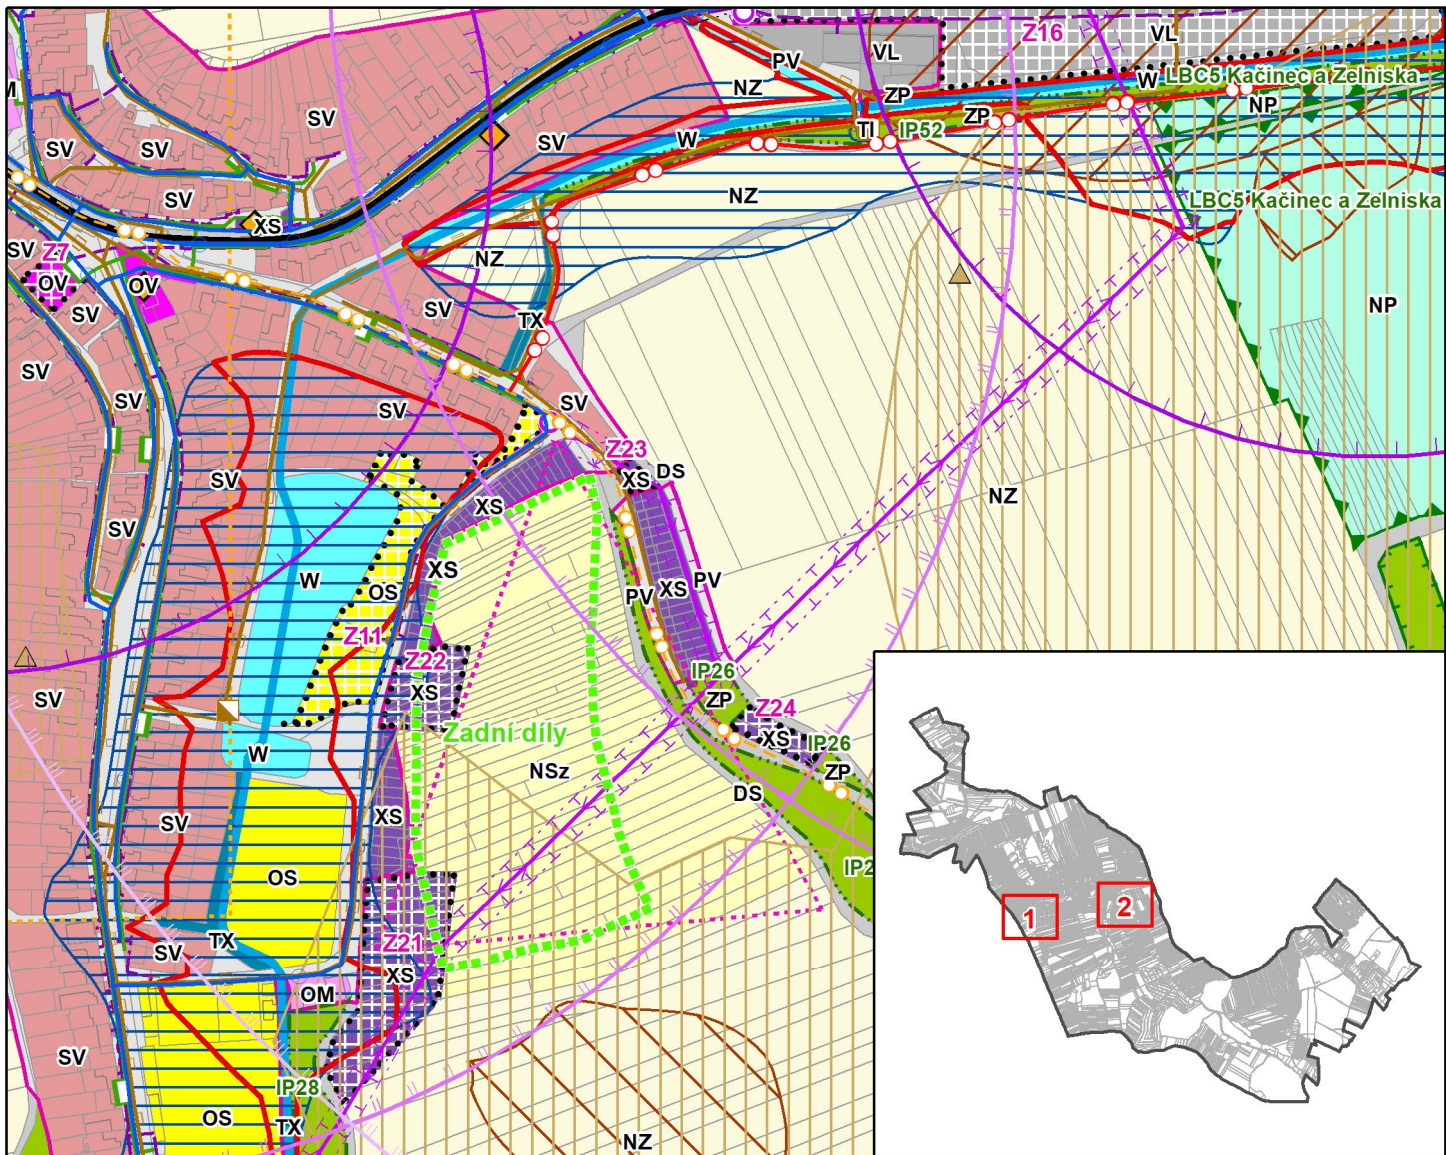 Z16
VL
VL
PV
NZ
W
LBC5 Kačinec a Zelniska
ZP
NP
SV
SV
SV
SV
TI
ZP
IP52
W
NZ
SV
LBC5 Kačinec a Zelniska
XS
SV
Z7
NZ
OV
OV
NP
SV
SV
TX
SV
SV
SV
SV
Z23
DS
XS
SV
NZ
XS
SV
XS
W
OS
PV
PV
XS
Z11
Z22
XS
IP26
SV
ZP
Z24
Zadní díly
XS
IP26
W
NSz
ZP
DS
XS
SV
IP2
OS
1
2
TX
Z21
SV
XS
OM
SV
IP28
OS
TX
NZ